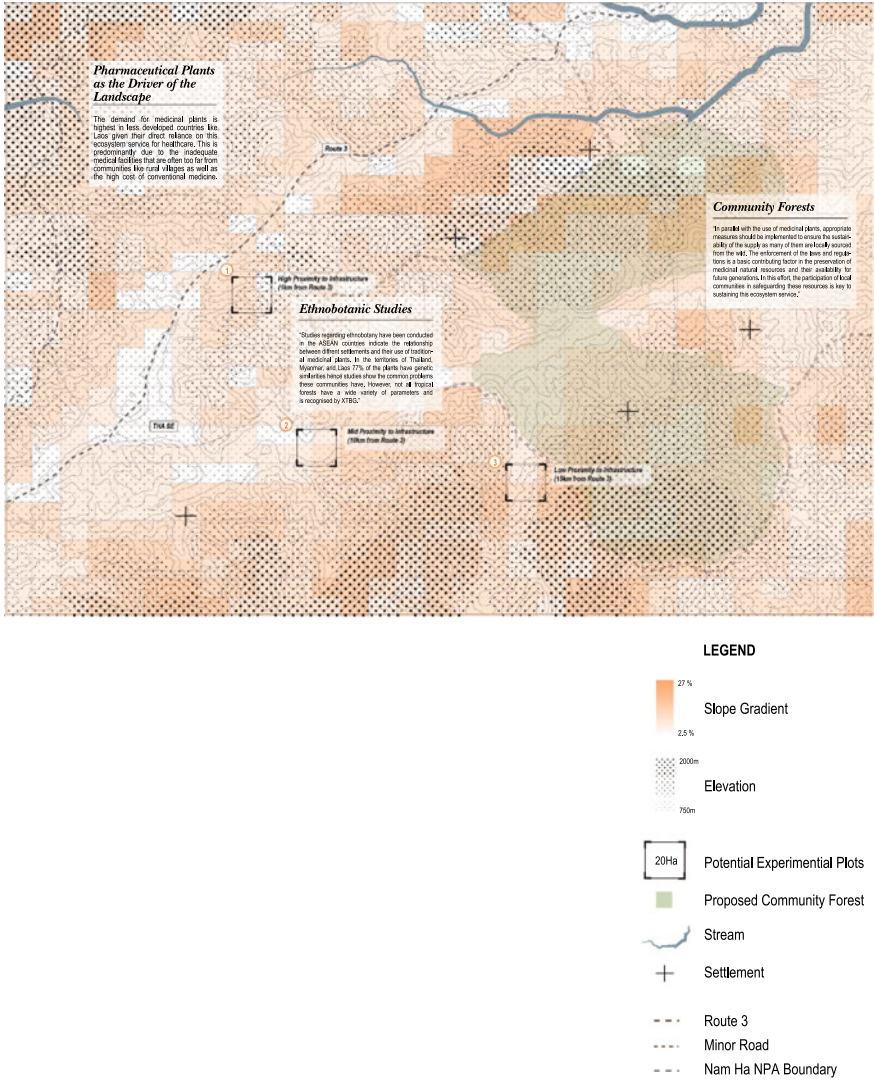 Pharmaceutical Plants
as the Driver of the
Landscape
The demand for medicinal plants is
highest in less developed countries like
Laos given their direct reliance on this
ecosystem service for healthcare. This is
predominantly due to the inadequate
medical facilities that are often too far from
communities like rural villages as well as
the high cost of conventional medicine.
Route 3
Community Forests
"In parallel with the use of medicinal plants, appropriate
measures should be implemented to ensure the sustain-
ability of the supply as many of them are locally sourced
from the wild. The enforcement of the laws and regula-
tions is a basic contributing factor in the preservation of
medicinal natural resources and their availability for
future generations. In this effort, the participation of local
communities in safeguarding these resources is key to
sustaining this ecosystem service."
1
High Proximity to Infrastructure
(1km from Route 3)
Ethnobotanic Studies
"Studies regarding ethnobotany have been conducted
in the ASEAN countries indicate the relationship
between diffrent settlements and their use of tradition-
al medicinal plants. In the territories of Thailand,
Myanmar, and Laos 77% of the plants have genetic
similarities hence studies show the common problems
these communities have. However, not all tropical
forests have a wide variety of parameters and
is recognised by XTBG."
THA SE
2
Mid Proximity to Infrastructure
(10km from Route 3)
3
Low Proximity to Infrastructure
(15km from Route 3)
LEGEND
27 %
Slope Gradient
2.5 %
2000m
Elevation
750m
20Ha
Potential Experimental Plots
Proposed Community Forest
Stream
Settlement
Route 3
Minor Road
Nam Ha NPA Boundary